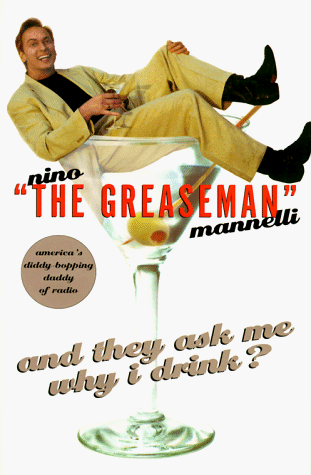 nino
"THE GREASEMAN"
mannelli
america's
diddy-bopping
daddy
of radio
and they ask me
why i drink?